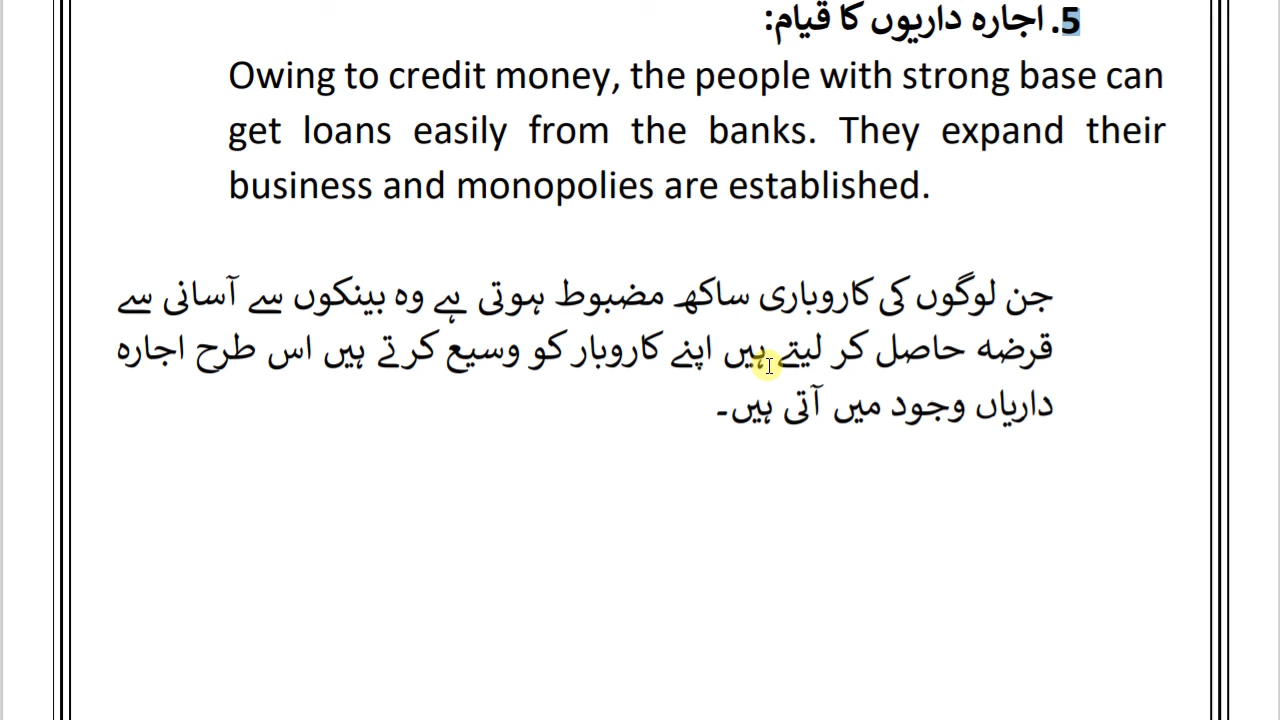 5. اجارہ داریوں کا قیام:
Owing to credit money, the people with strong base can
get loans easily from the banks. They expand their
business and monopolies are established.
جن لوگوں کی کاروباری ساکھ مضبوط ہوتی ہے وہ بینکوں سے آسانی سے
قرضہ حاصل کر لیتے ہیں اپنے کاروبار کو وسیع کرتے ہیں اس طرح اجارہ
داریاں وجود میں آتی ہیں۔